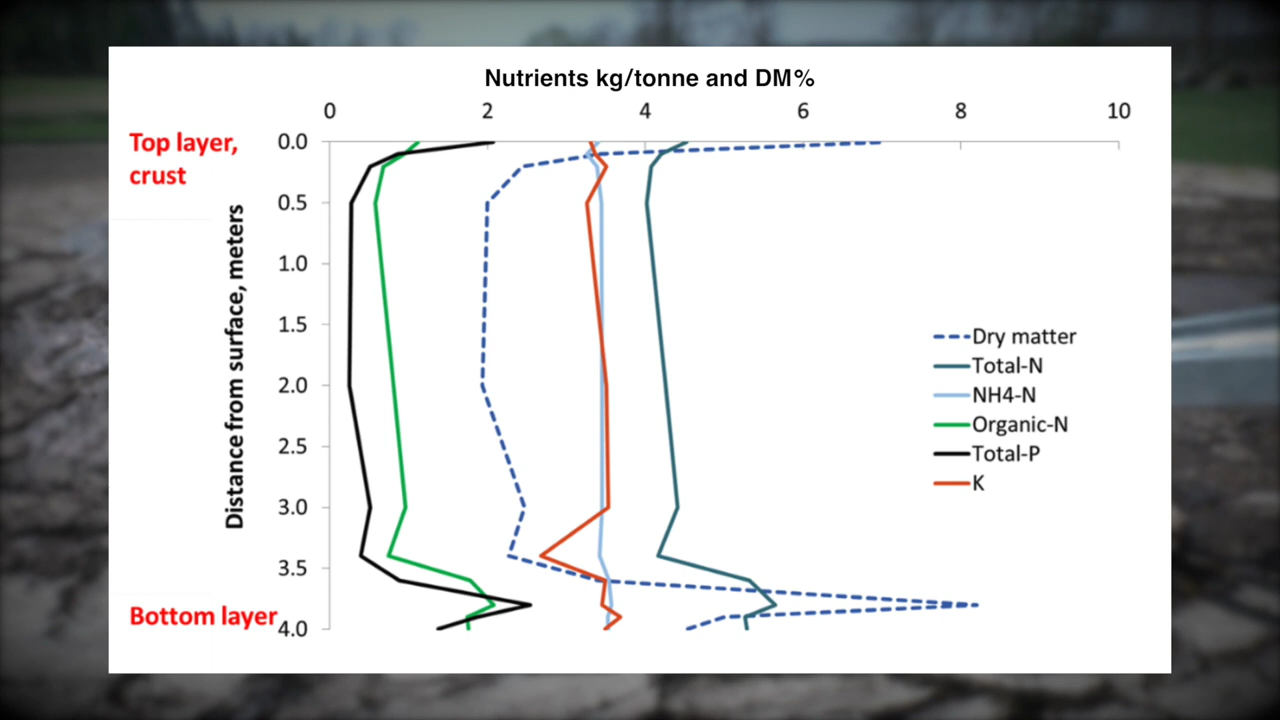 Nutrients kg/tonne and DM%
0 2 4 6 8 10
Top layer,
crust
Distance from surface, meters
0.0
0.5
1.0
1.5
2.0
2.5
3.0
3.5
4.0
Dry matter
Total-N
NH4-N
Organic-N
Total-P
K
Bottom layer